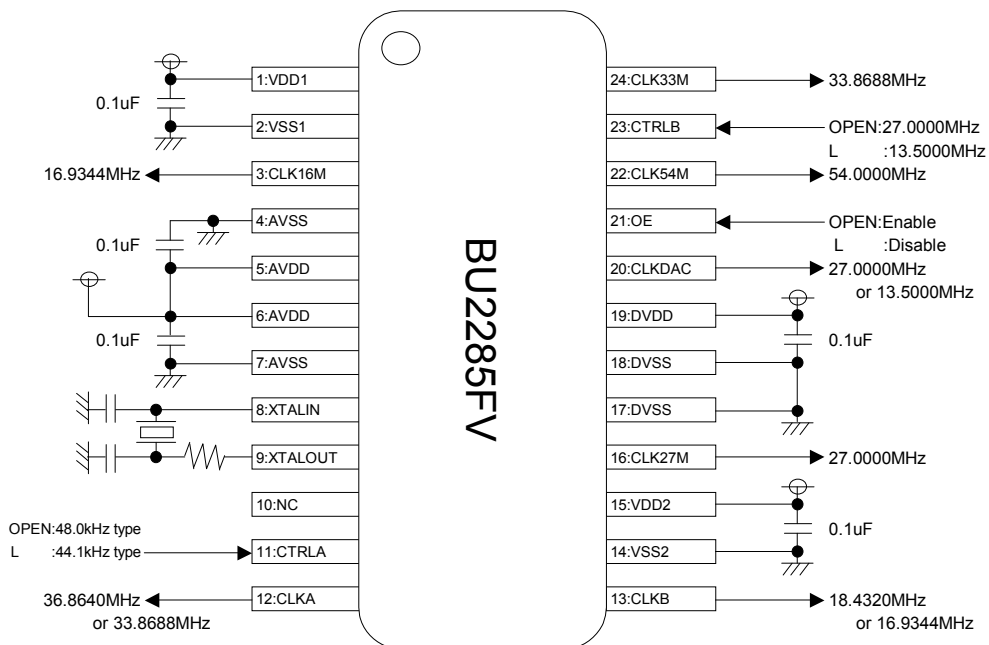 1:VDD1
0.1uF
2:VSS1
16.9344MHz
3:CLK16M
4:AVSS
0.1uF
5:AVDD
6:AVDD
0.1uF
7:AVSS
8:XTALIN
9:XTALOUT
10:NC
OPEN:48.0kHz type
L :44.1kHz type
11:CTRLA
36.8640MHz
or 33.8688MHz
12:CLKA
BU2285FV
24:CLK33M
33.8688MHz
23:CTRLB
OPEN:27.0000MHz
L :13.5000MHz
22:CLK54M
54.0000MHz
21:OE
OPEN:Enable
L :Disable
20:CLKDAC
27.0000MHz
or 13.5000MHz
19:DVDD
0.1uF
18:DVSS
17:DVSS
16:CLK27M
27.0000MHz
15:VDD2
0.1uF
14:VSS2
13:CLKB
18.4320MHz
or 16.9344MHz